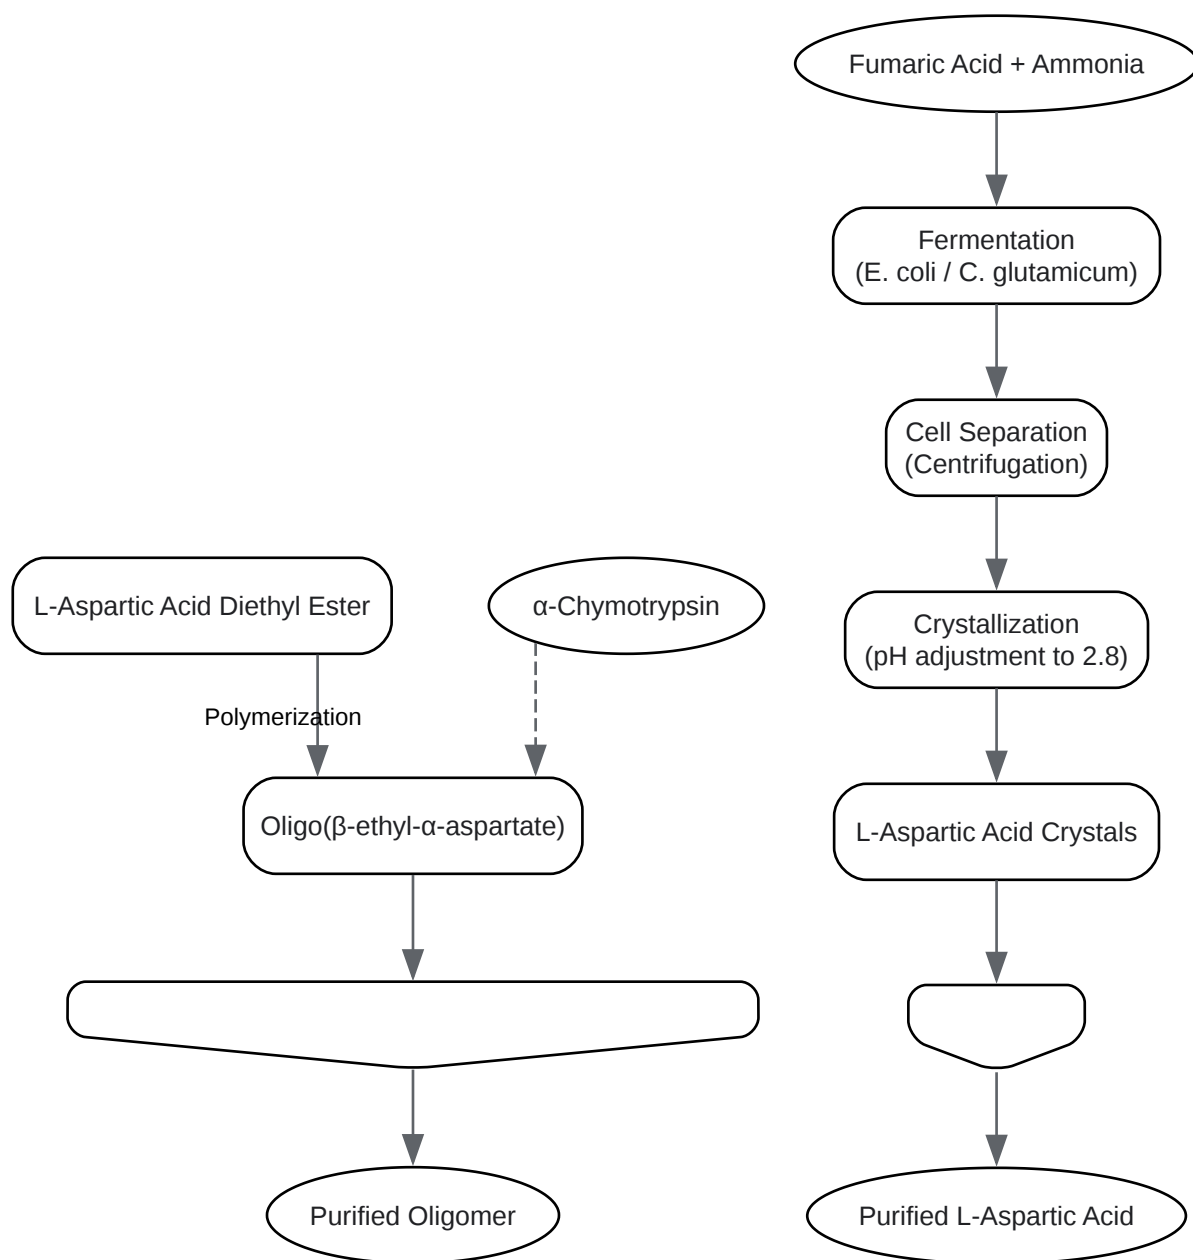 Fumaric Acid + Ammonia
Fermentation
(E. coli / C. glutamicum)
Cell Separation
(Centrifugation)
L-Aspartic Acid Diethyl Ester
α-Chymotrypsin
Crystallization
(pH adjustment to 2.8)
Polymerization
Oligo(β-ethyl-α-aspartate)
L-Aspartic Acid Crystals
Purified Oligomer
Purified L-Aspartic Acid